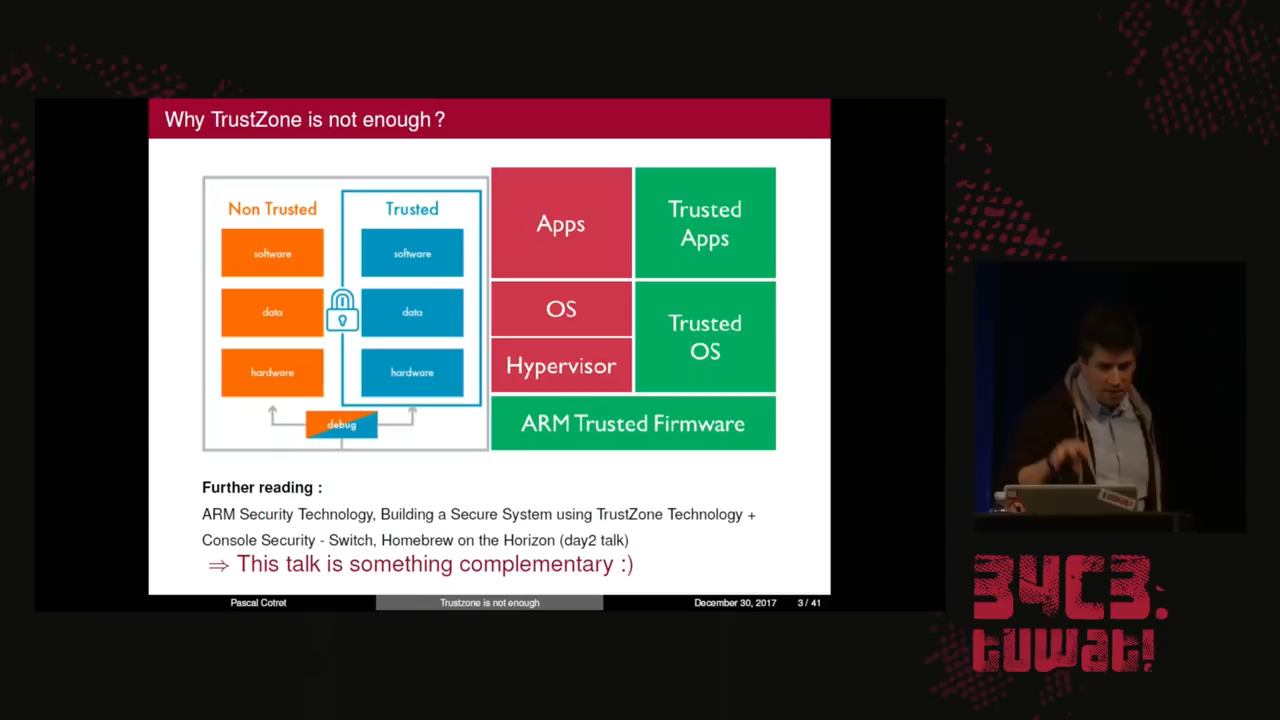 Why TrustZone is not enough ?
Non Trusted
Trusted
software
software
data
data
hardware
hardware
debug
Apps
Trusted
Apps
OS
Hypervisor
Trusted
OS
ARM Trusted Firmware
Further reading :
ARM Security Technology, Building a Secure System using TrustZone Technology +
Console Security - Switch, Homebrew on the Horizon (day2 talk)
⇒ This talk is something complementary :)
Pascal Cotret
Trustzone is not enough
December 30, 2017
3 / 41
34C3.
tuwat!
tuwat!